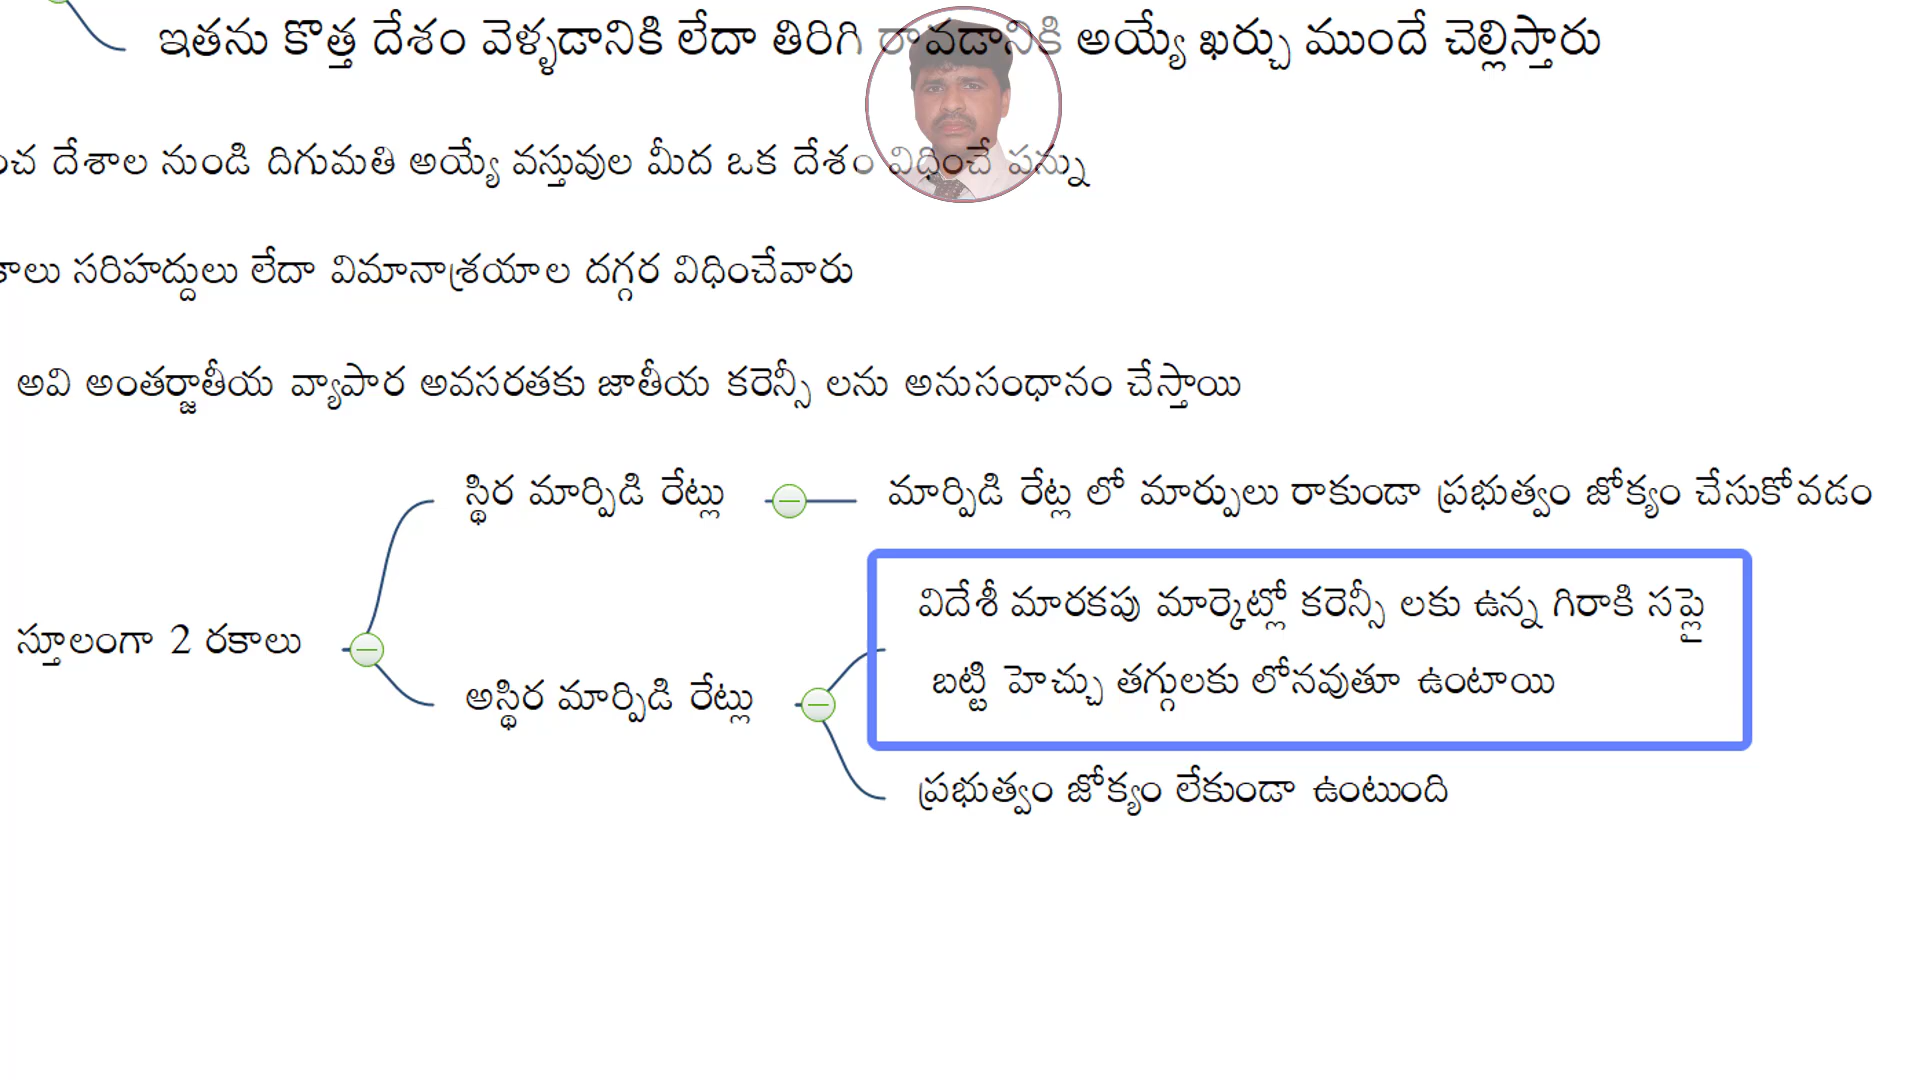 ఇతను కొత్త దేశం వెళ్ళడానికి లేదా తిరిగి రావడానికి అయ్యే ఖర్చు ముందే చెల్లిస్తారు
దేశాల నుండి దిగుమతి అయ్యే వస్తువుల మీద ఒక దేశం విధించే పన్ను
సరిహద్దులు లేదా విమానాశ్రయాల దగ్గర విధించేవారు
అవి అంతర్జాతీయ వ్యాపార అవసరతకు జాతీయ కరెన్సీ లను అనుసంధానం చేస్తాయి
స్థిర మార్పిడి రేట్లు
మార్పిడి రేట్ల లో మార్పులు రాకుండా ప్రభుత్వం జోక్యం చేసుకోవడం
స్తూలంగా 2 రకాలు
అస్థిర మార్పిడి రేట్లు
విదేశీ మారకపు మార్కెట్లో కరెన్సీ లకు ఉన్న గిరాకి సప్లై
బట్టి హెచ్చు తగ్గులకు లోనవుతూ ఉంటాయి
ప్రభుత్వం జోక్యం లేకుండా ఉంటుంది